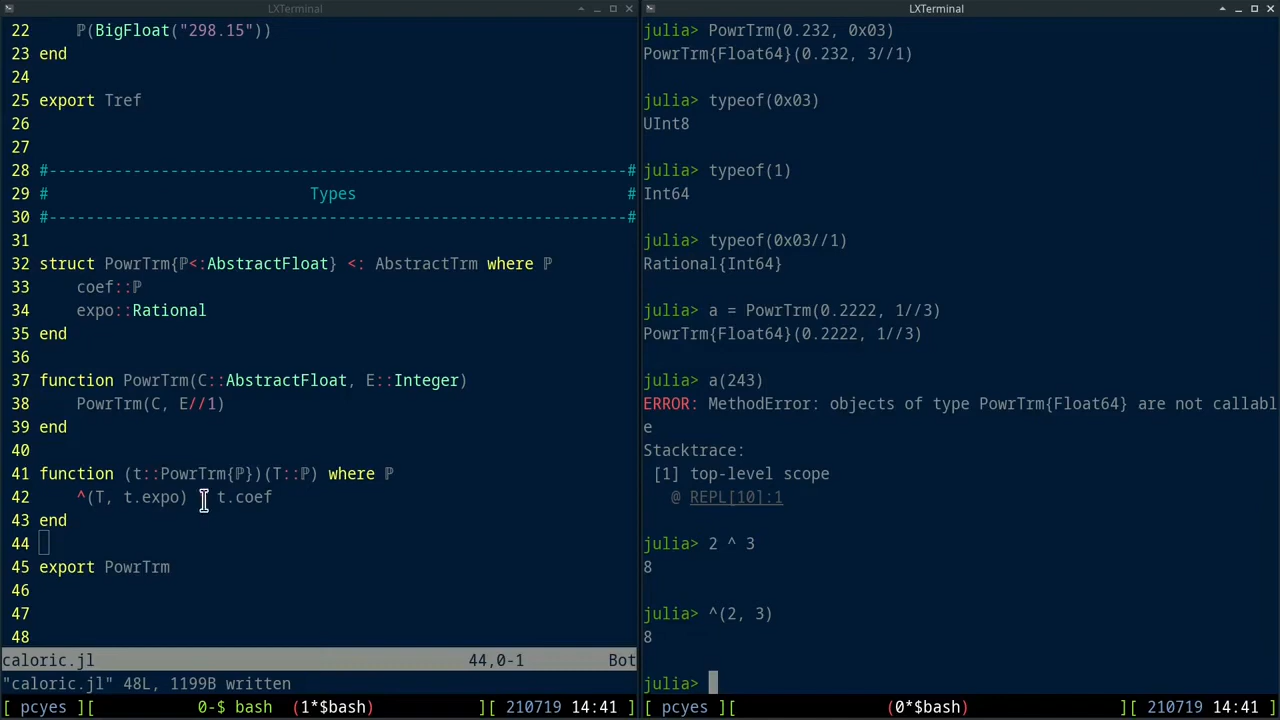 LXTerminal
22     ℙ(BigFloat("298.15"))
23 end
24
25 export Tref
26
27
28 #---------------------------------------------------------------#
29 #                             Types                             #
30 #---------------------------------------------------------------#
31
32 struct PowrTrm{ℙ<:AbstractFloat} <: AbstractTrm where ℙ
33     coef::ℙ
34     expo::Rational
35 end
36
37 function PowrTrm(C::AbstractFloat, E::Integer)
38     PowrTrm(C, E//1)
39 end
40
41 function (t::PowrTrm{ℙ})(T::ℙ) where ℙ
42     ^(T, t.expo)   t.coef
43 end
44
45 export PowrTrm
46
47
48
caloric.jl                                         44,0-1        Bot
"caloric.jl" 48L, 1199B written
[ pcyes ][           0-$ bash  (1*$bash)            ][ 210719 14:41 ]
LXTerminal
julia> PowrTrm(0.232, 0x03)
PowrTrm{Float64}(0.232, 3//1)
julia> typeof(0x03)
UInt8
julia> typeof(1)
Int64
julia> typeof(0x03//1)
Rational{Int64}
julia> a = PowrTrm(0.2222, 1//3)
PowrTrm{Float64}(0.2222, 1//3)
julia> a(243)
ERROR: MethodError: objects of type PowrTrm{Float64} are not callabl
e
Stacktrace:
 [1] top-level scope
   @ REPL[10]:1
julia> 2 ^ 3
8
julia> ^(2, 3)
8
julia>
[ pcyes ][                (0*$bash)                 ][ 210719 14:41 ]